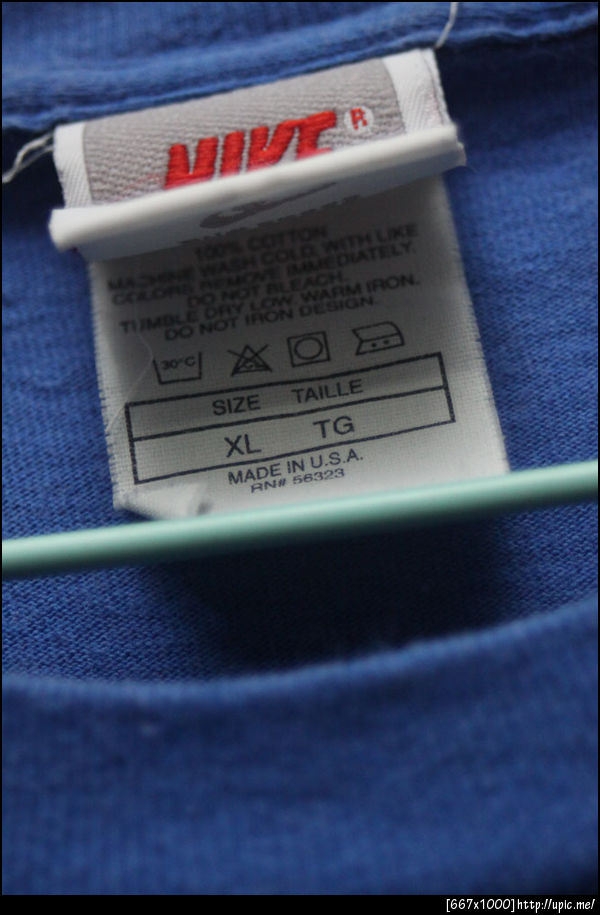 NIKE ®
100% COTTON
MACHINE WASH COLD, WITH LIKE
COLORS REMOVE IMMEDIATELY.
DO NOT BLEACH.
TUMBLE DRY LOW. WARM IRON.
DO NOT IRON DESIGN.
30°C
SIZE TAILLE
XL TG
MADE IN U.S.A.
RN# 56323
[667x1000]http://upic.me/